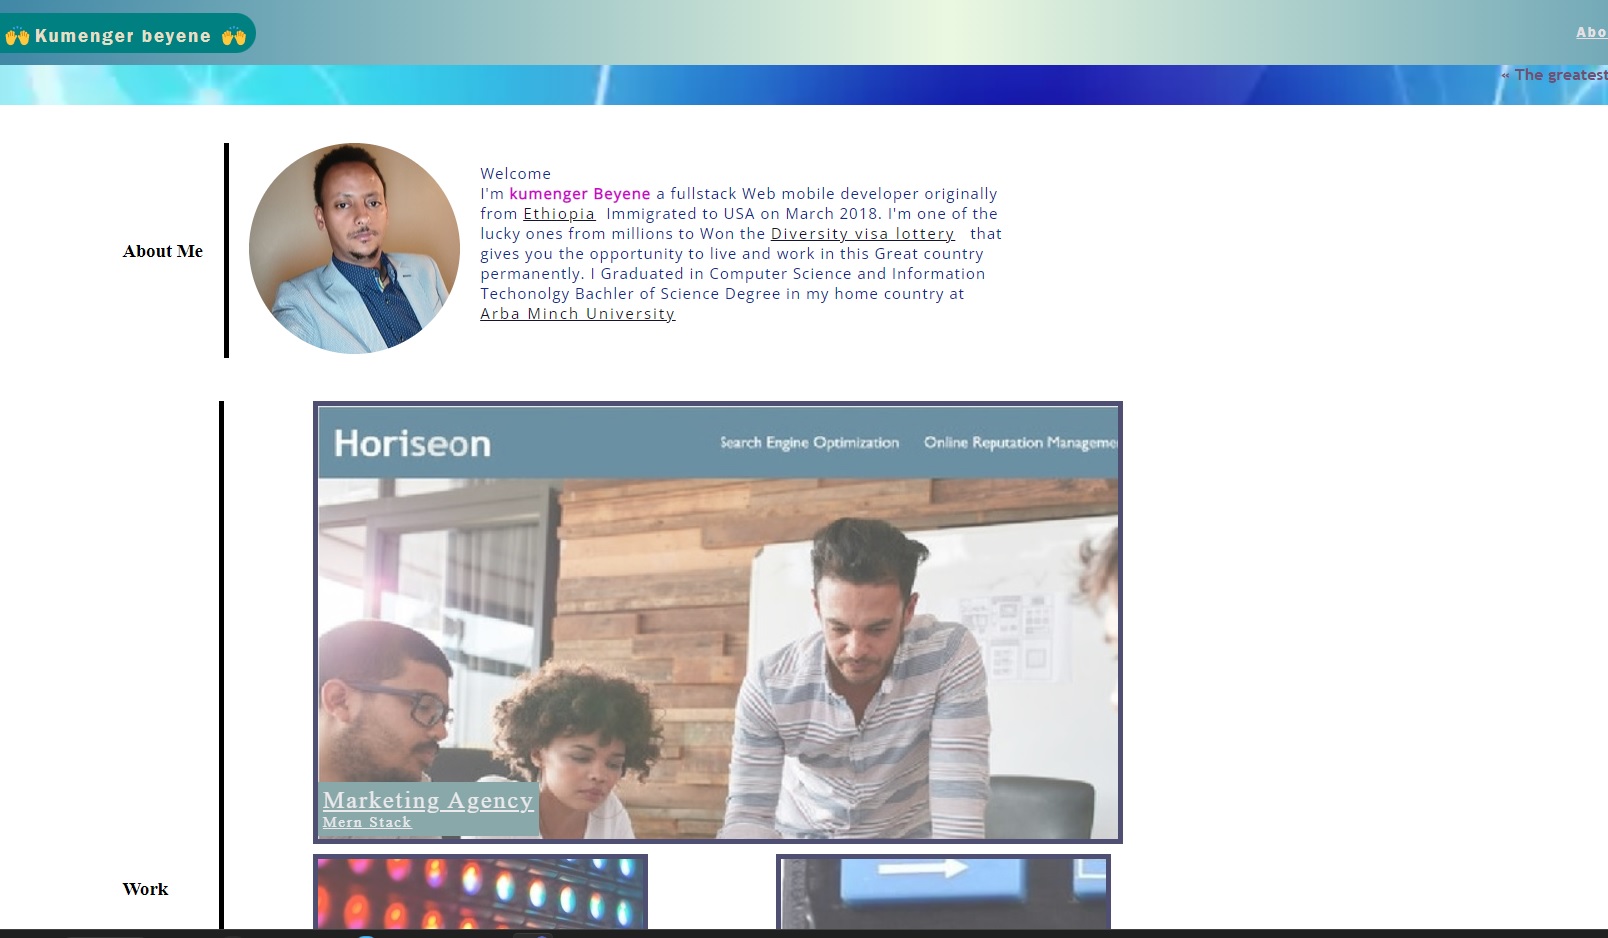 🙌 Kumenger beyene 🙌
Abo
« The greatest
About Me
Welcome
I'm kumenger Beyene a fullstack Web mobile developer originally
from Ethiopia Immigrated to USA on March 2018. I'm one of the
lucky ones from millions to Won the Diversity visa lottery that
gives you the opportunity to live and work in this Great country
permanently. I Graduated in Computer Science and Information
Techonolgy Bachler of Science Degree in my home country at
Arba Minch University
Horiseon
Search Engine Optimization
Online Reputation Manageme
Marketing Agency
Mern Stack
Work